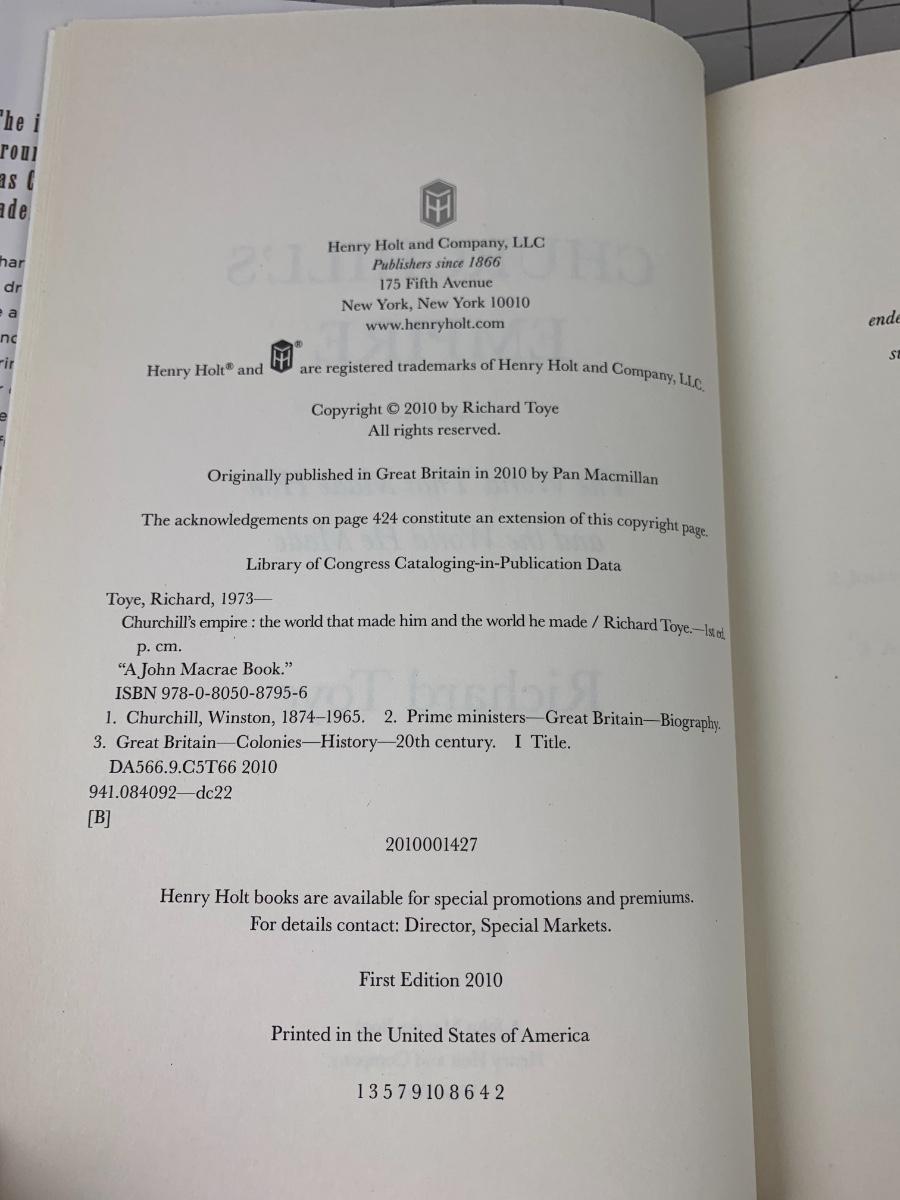 Henry Holt and Company, LLC
Publishers since 1866
175 Fifth Avenue
New York, New York 10010
www.henryholt.com
Henry Holt® and ® are registered trademarks of Henry Holt and Company, LLC.
Copyright © 2010 by Richard Toye
All rights reserved.
Originally published in Great Britain in 2010 by Pan Macmillan
The acknowledgements on page 424 constitute an extension of this copyright page.
Library of Congress Cataloging-in-Publication Data
Toye, Richard, 1973—
Churchill's empire : the world that made him and the world he made / Richard Toye.—1st ed.
p. cm.
"A John Macrae Book."
ISBN 978-0-8050-8795-6
1. Churchill, Winston, 1874–1965. 2. Prime ministers—Great Britain—Biography.
3. Great Britain—Colonies—History—20th century. I Title.
DA566.9.C5T66 2010
941.084092—dc22
[B]
2010001427
Henry Holt books are available for special promotions and premiums.
For details contact: Director, Special Markets.
First Edition 2010
Printed in the United States of America
1 3 5 7 9 10 8 6 4 2